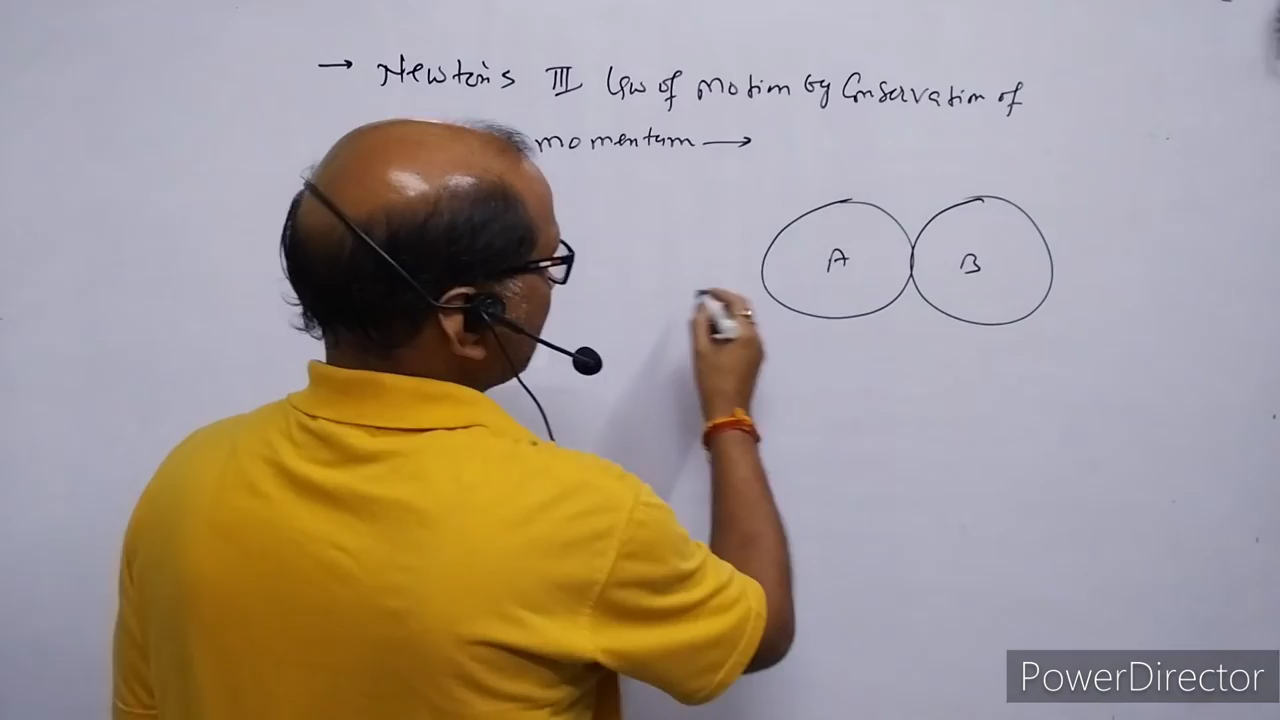 → Newton's III law of motion by Conservation of
momentum →
A B
PowerDirector